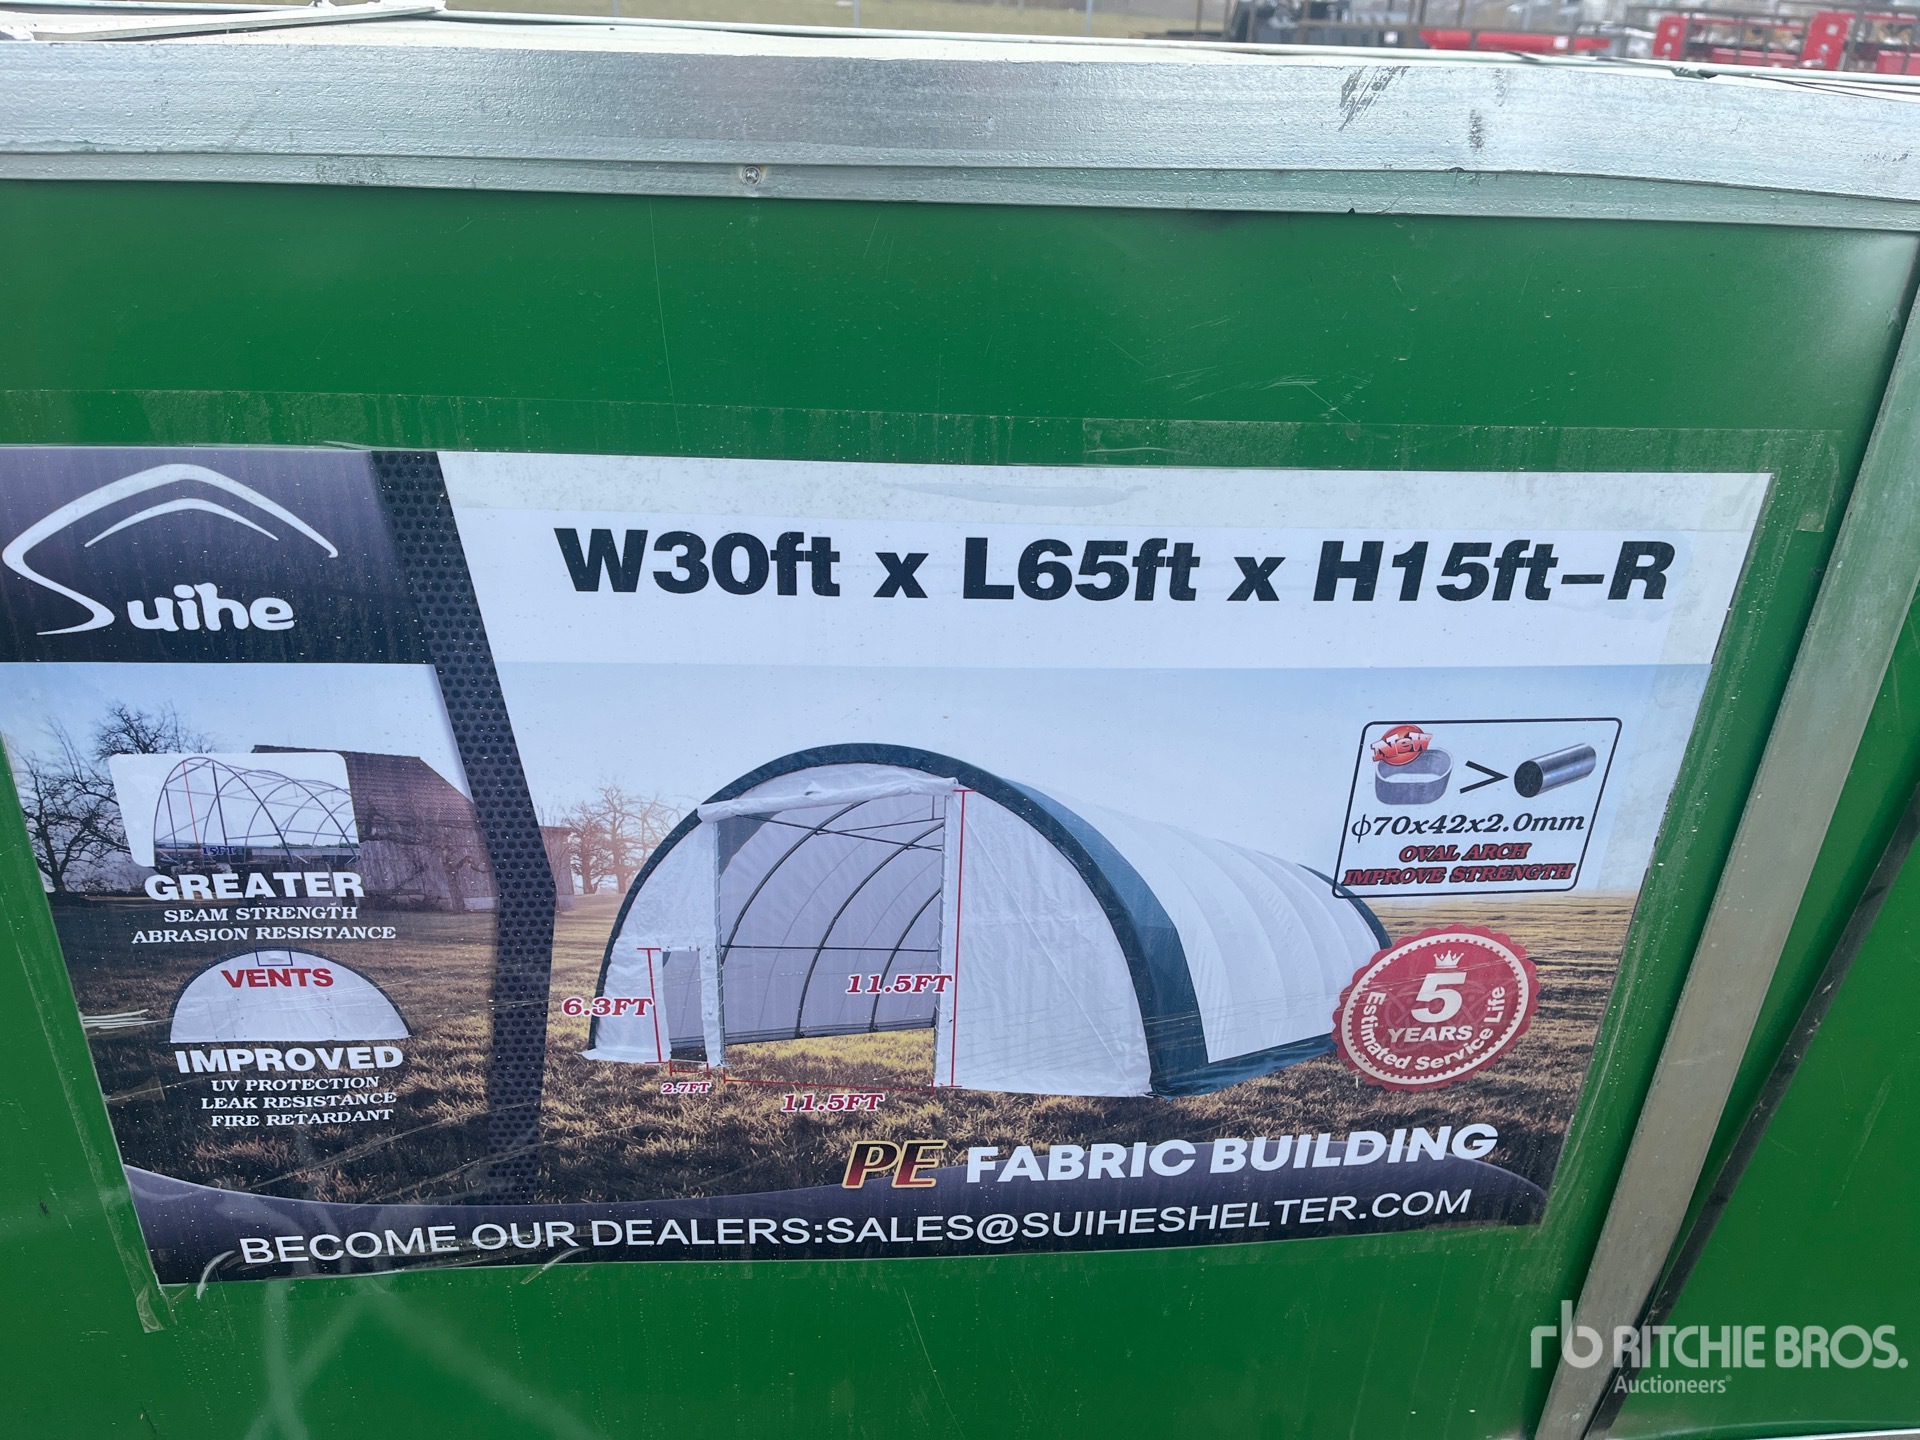 Suihe
W30ft x L65ft x H15ft-R
15FT
GREATER
SEAM STRENGTH
ABRASION RESISTANCE
VENTS
IMPROVED
UV PROTECTION
LEAK RESISTANCE
FIRE RETARDANT
6.3FT
2.7FT
11.5FT
11.5FT
New
>
ϕ70x42x2.0mm
OVAL ARCH
IMPROVE STRENGTH
5
YEARS
Estimated Service Life
PE FABRIC BUILDING
BECOME OUR DEALERS:SALES@SUIHESHELTER.COM
rb RITCHIE BROS.
Auctioneers®